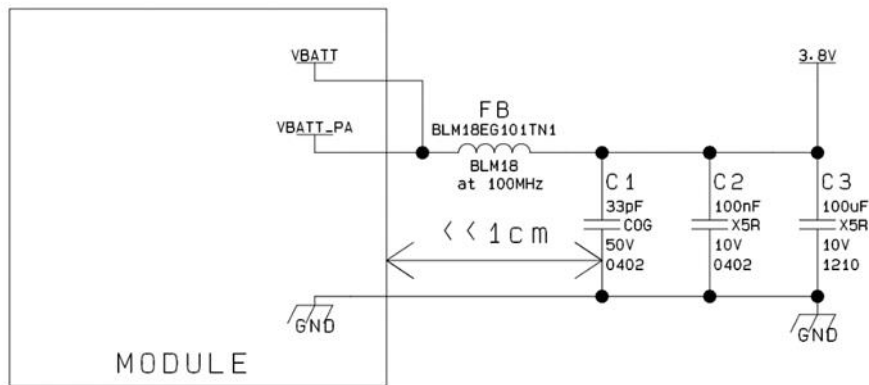 VBATT
3.8V
FB
VBATT_PA
BLM18EG101TN1
BLM18
at 100MHz
C1
33pF
COG
50V
0402
C2
100nF
X5R
10V
0402
C3
100uF
X5R
10V
1210
<<1cm
GND
GND
MODULE